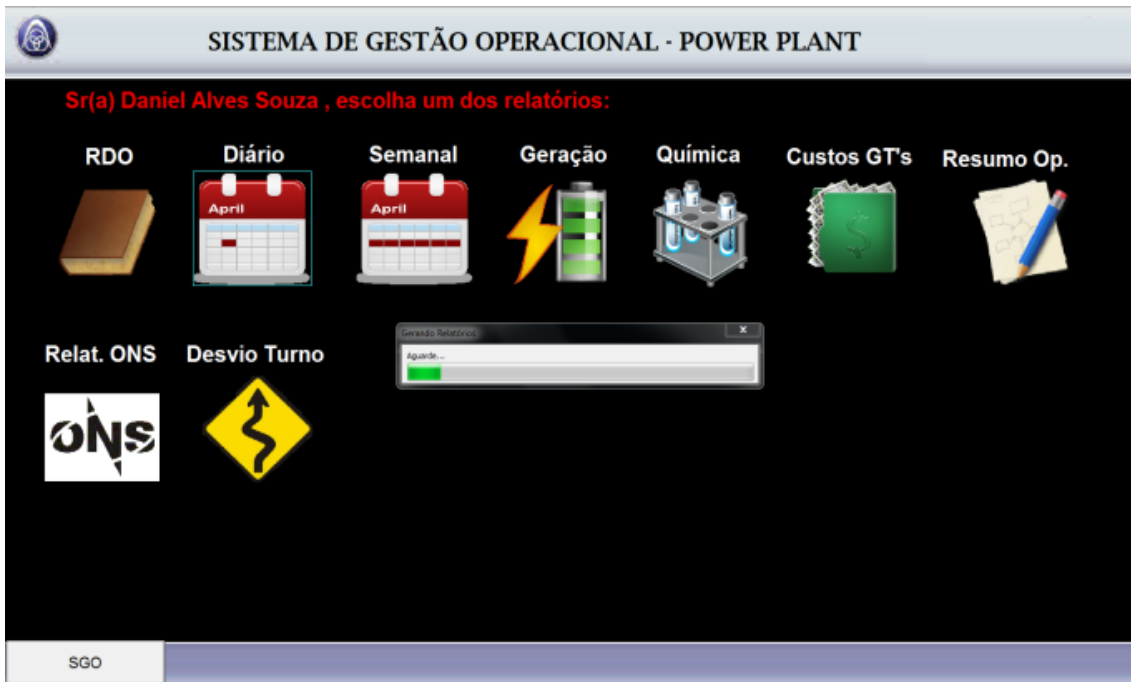 SISTEMA DE GESTÃO OPERACIONAL - POWER PLANT
Sr(a) Daniel Alves Souza , escolha um dos relatórios:
RDO Diário Semanal Geração Química Custos GT's Resumo Op.
April April
Gerando Relatórios
Aguarde...
Relat. ONS Desvio Turno
ONS
SGO